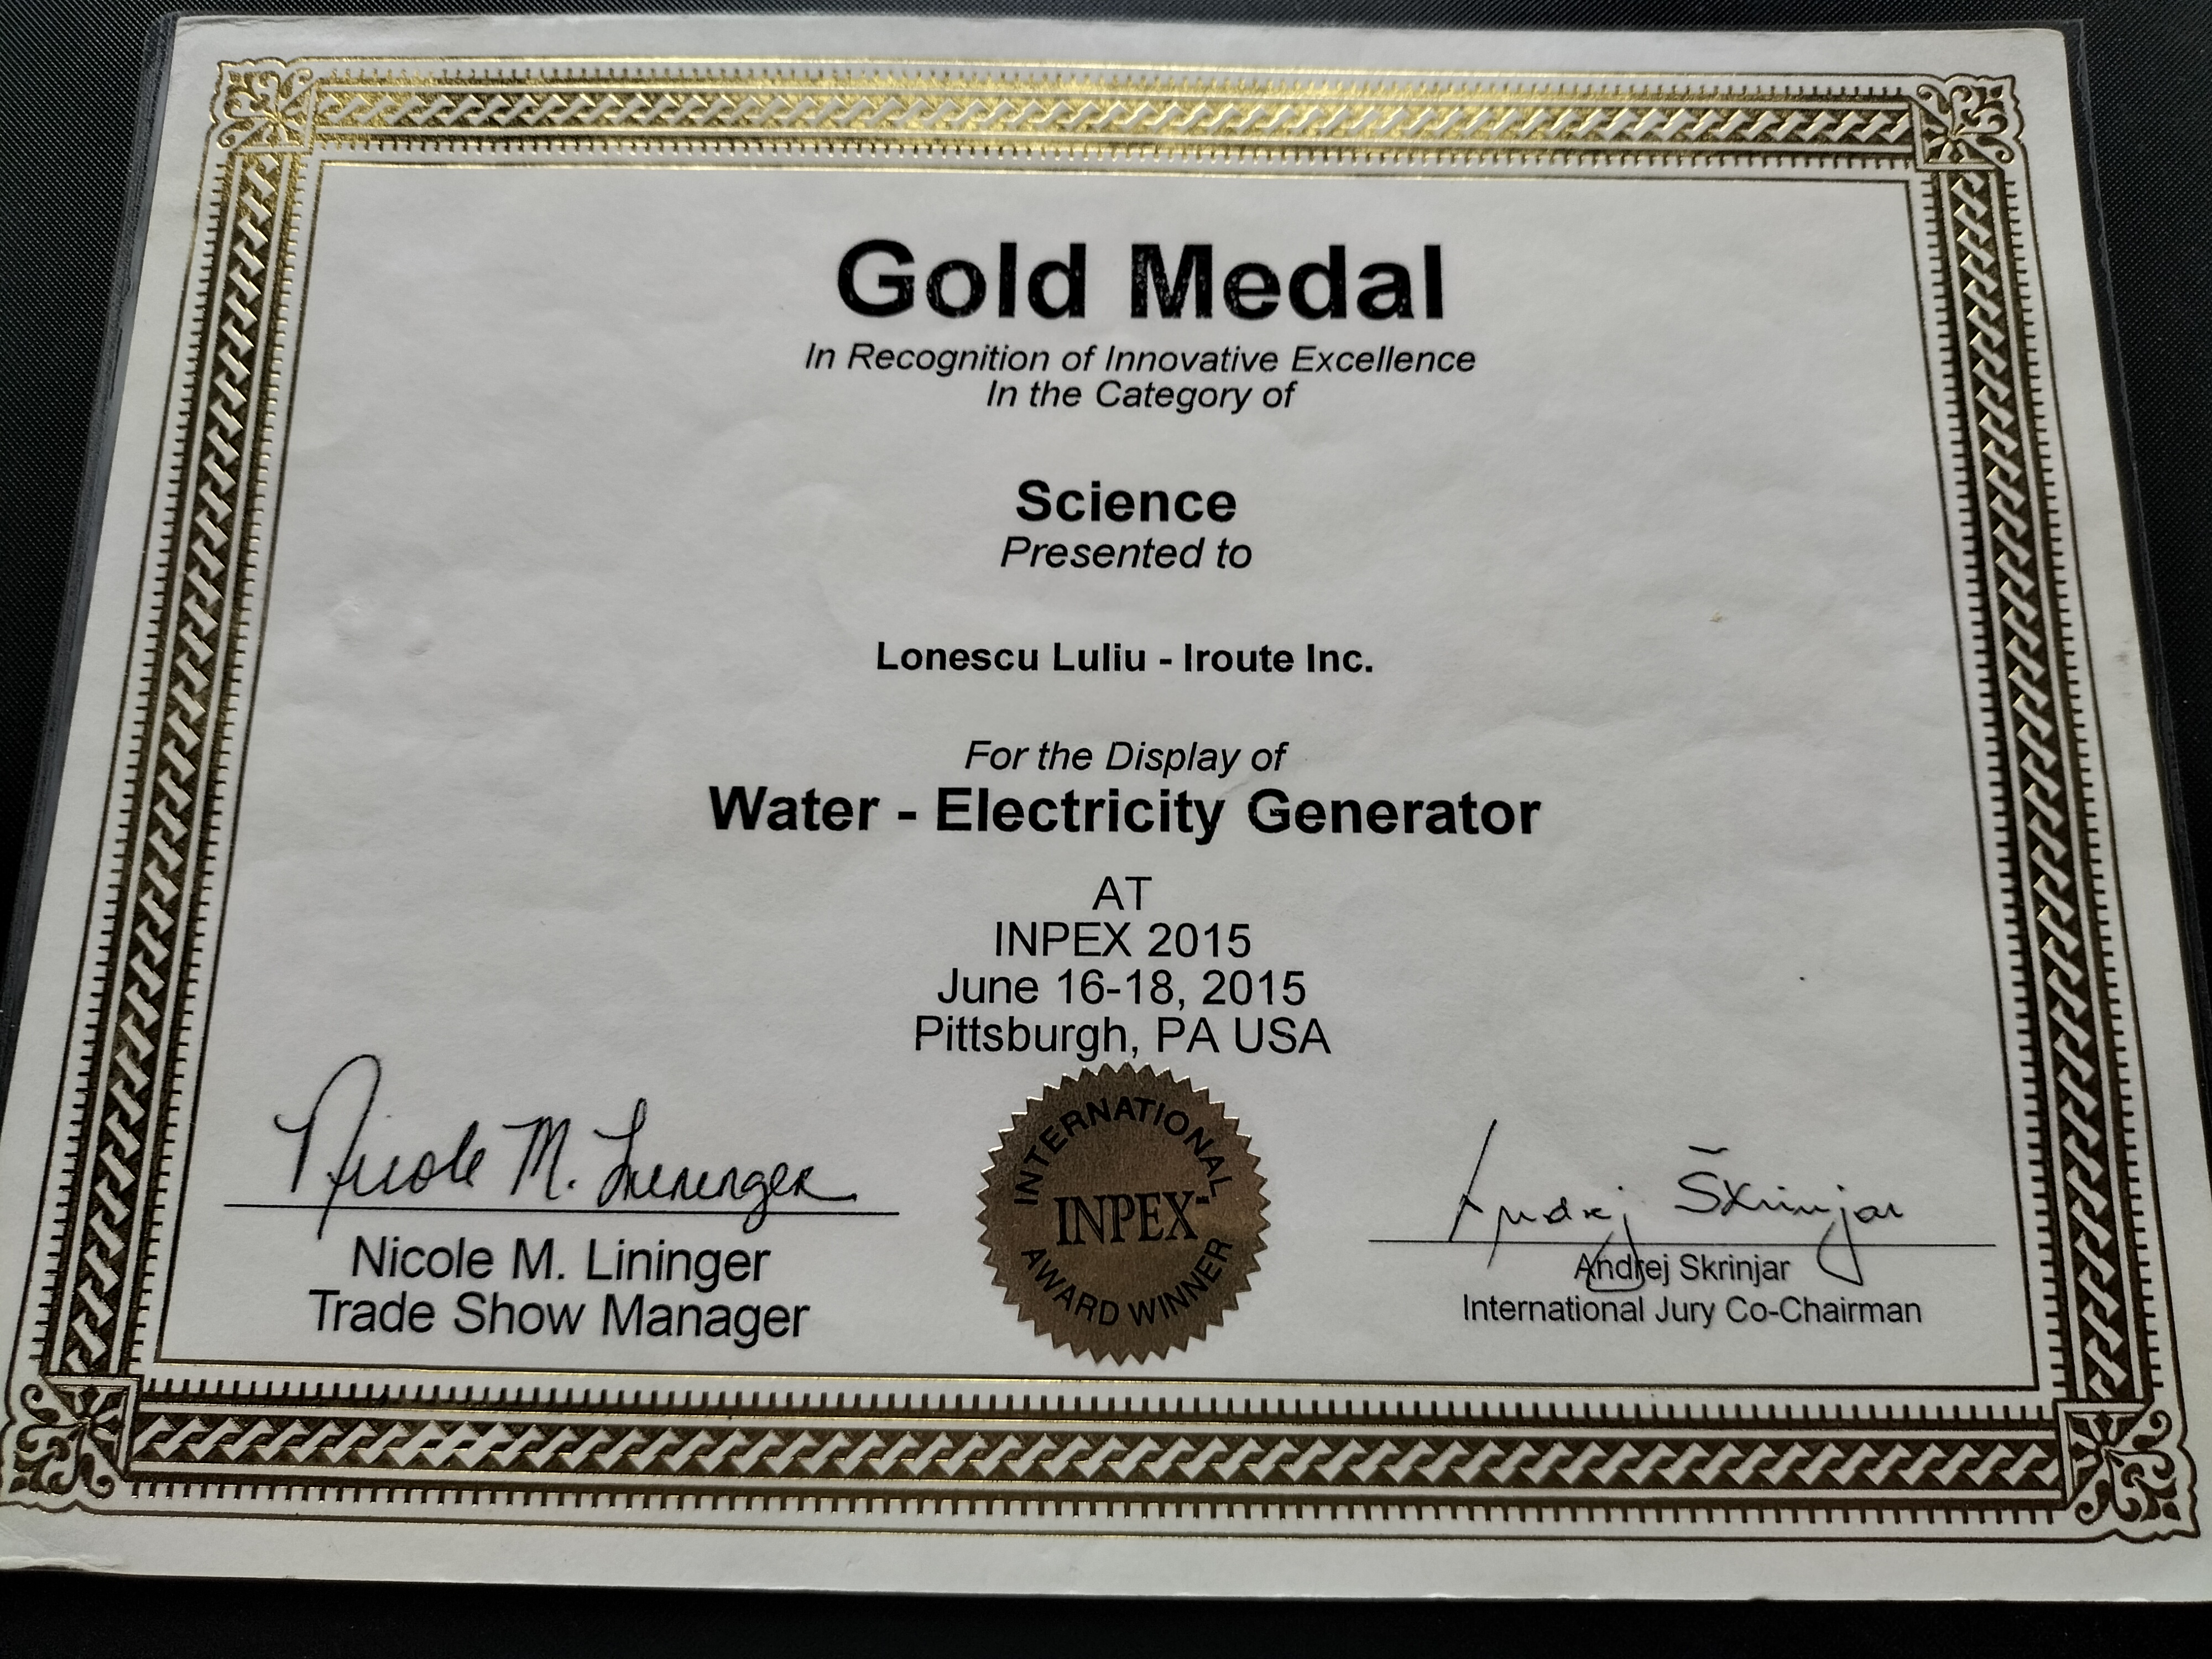 Gold Medal
In Recognition of Innovative Excellence
In the Category of
Science
Presented to
Lonescu Luliu - Iroute Inc.
For the Display of
Water - Electricity Generator
AT
INPEX 2015
June 16-18, 2015
Pittsburgh, PA USA
Nicole M. Lininger
Nicole M. Lininger
Trade Show Manager
INTERNATIONAL
INPEX
AWARD WINNER
Andrej Škrinjar
Andrej Skrinjar
International Jury Co-Chairman